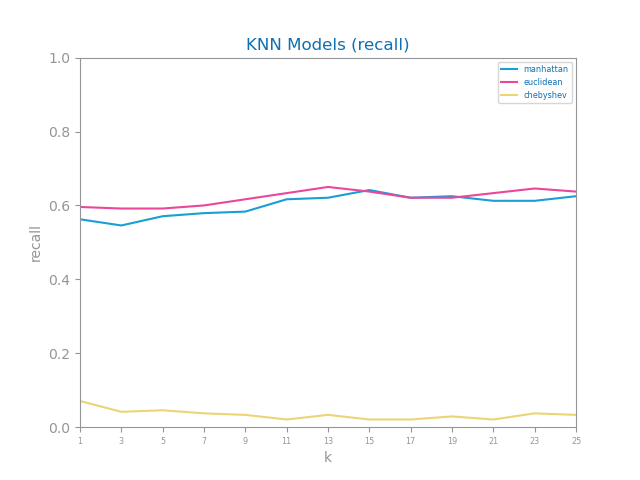 KNN Models (recall)
1.0
0.8
0.6
0.4
0.2
0.0
recall
manhattan
euclidean
chebyshev
1 3 5 7 9 11 13 15 17 19 21 23 25
k